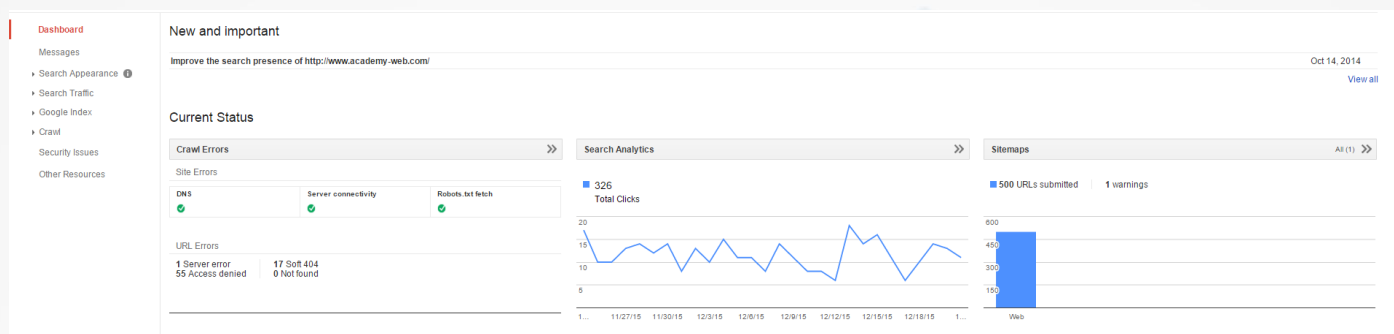 Dashboard
Messages
Search Appearance
Search Traffic
Google Index
Crawl
Security Issues
Other Resources
New and important
Improve the search presence of http://www.academy-web.com/ Oct 14, 2014
View all
Current Status
Crawl Errors
Site Errors
DNS Server connectivity Robots.txt fetch
URL Errors
1 Server error 17 Soft 404
55 Access denied 0 Not found
Search Analytics
326
Total Clicks
20
15
10
5
1... 11/27/15 11/30/15 12/3/15 12/6/15 12/9/15 12/12/15 12/15/15 12/18/15 1...
Sitemaps All (1)
500 URLs submitted 1 warnings
600
450
300
150
Web